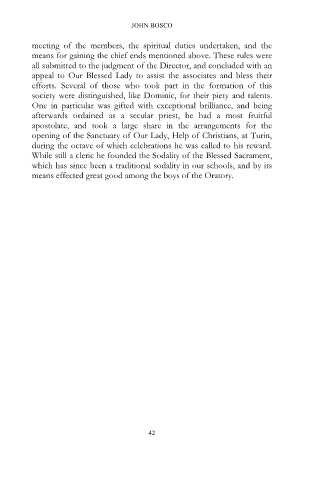 JOHN BOSCO
meeting of the members, the spiritual duties undertaken, and the
means for gaining the chief ends mentioned above. These rules were
all submitted to the judgment of the Director, and concluded with an
appeal to Our Blessed Lady to assist the associates and bless their
efforts. Several of those who took part in the formation of this
society were distinguished, like Dominic, for their piety and talents.
One in particular was gifted with exceptional brilliance, and being
afterwards ordained as a secular priest, he had a most fruitful
apostolate, and took a large share in the arrangements for the
opening of the Sanctuary of Our Lady, Help of Christians, at Turin,
during the octave of which celebrations he was called to his reward.
While still a cleric he founded the Sodality of the Blessed Sacrament,
which has since been a traditional sodality in our schools, and by its
means effected great good among the boys of the Oratory.
42